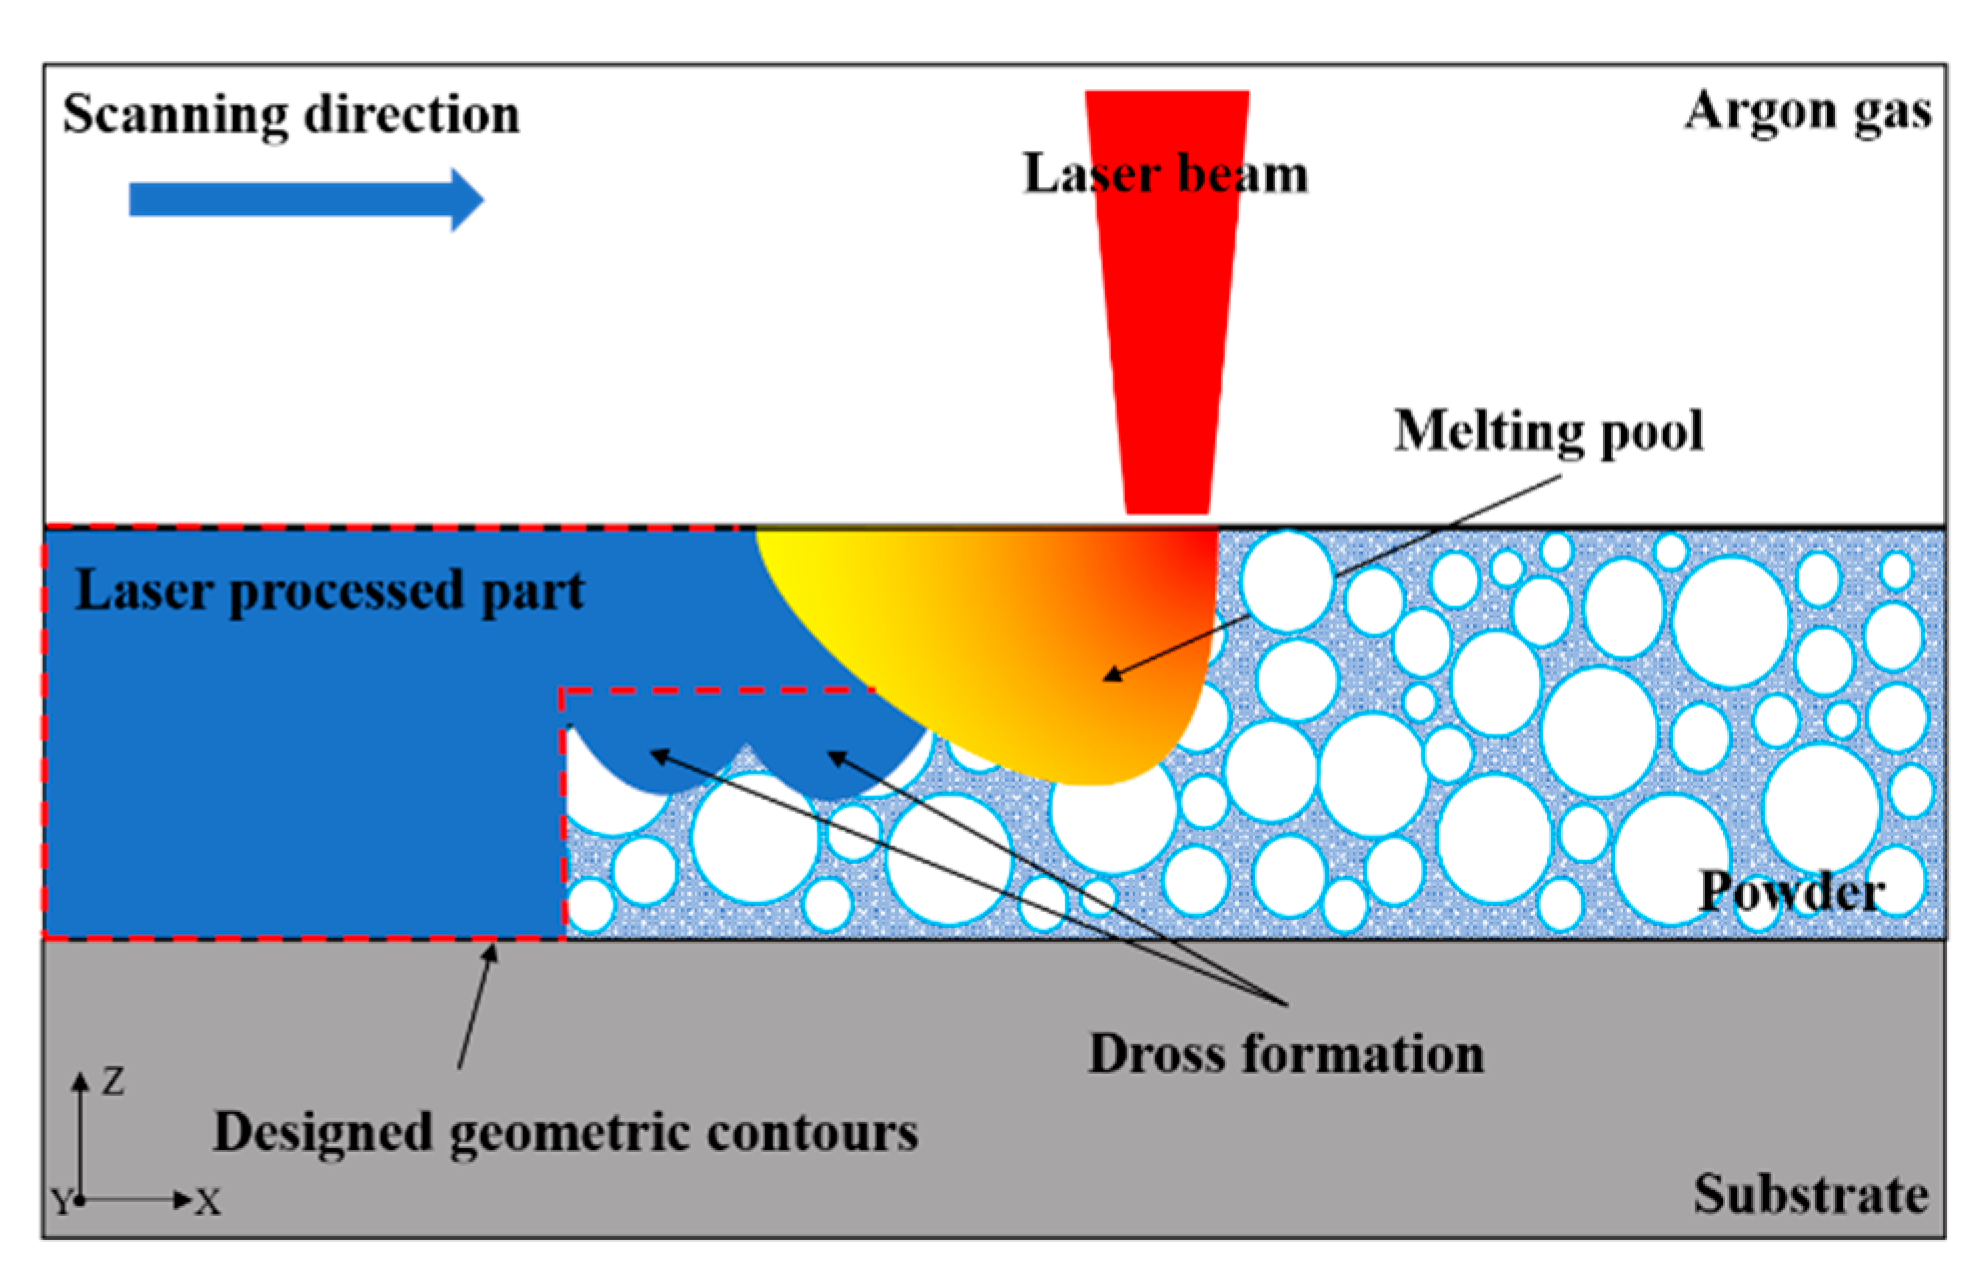 Scanning direction
Argon gas
Laser beam
Melting pool
Laser processed part
Powder
Dross formation
Z
Designed geometric contours
Y
X
Substrate